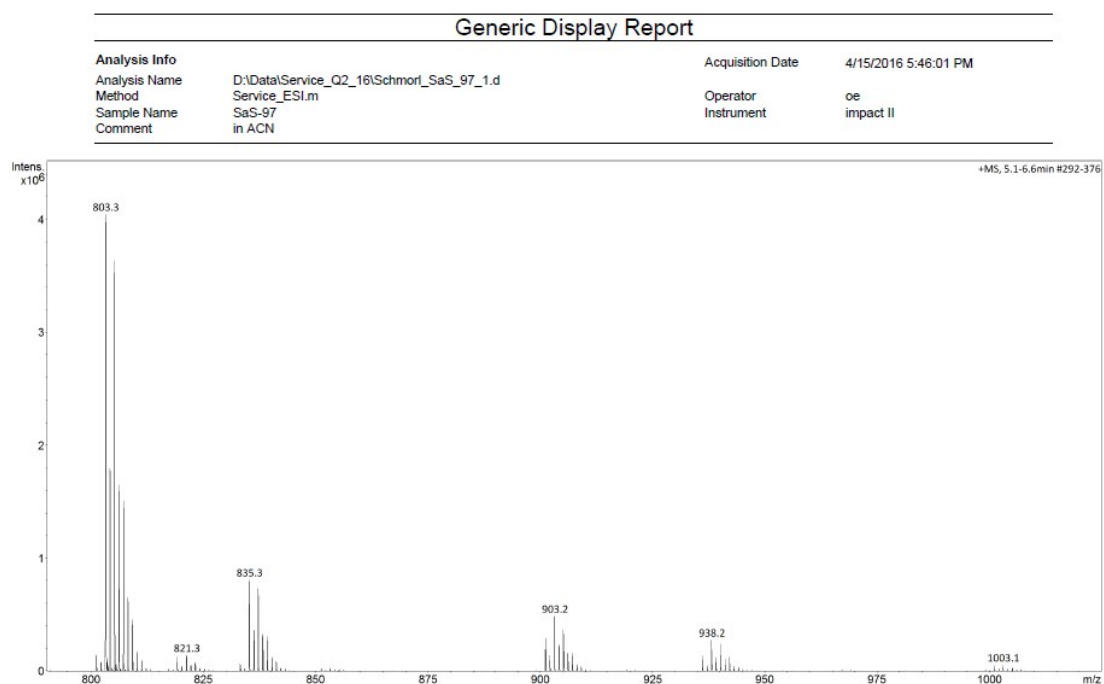 Generic Display Report
Analysis Info
Acquisition Date 4/15/2016 5:46:01 PM
Analysis Name D:\Data\Service_Q2_16\Schmorl_SaS_97_1.d
Method Service_ESI.m Operator oe
Sample Name SaS-97 Instrument impact II
Comment in ACN
Intens.
x10⁶
+MS, 5.1-6.6min #292-376
803.3
4
3
2
1
835.3
903.2
938.2
821.3
1003.1
0
800 825 850 875 900 925 950 975 1000 m/z